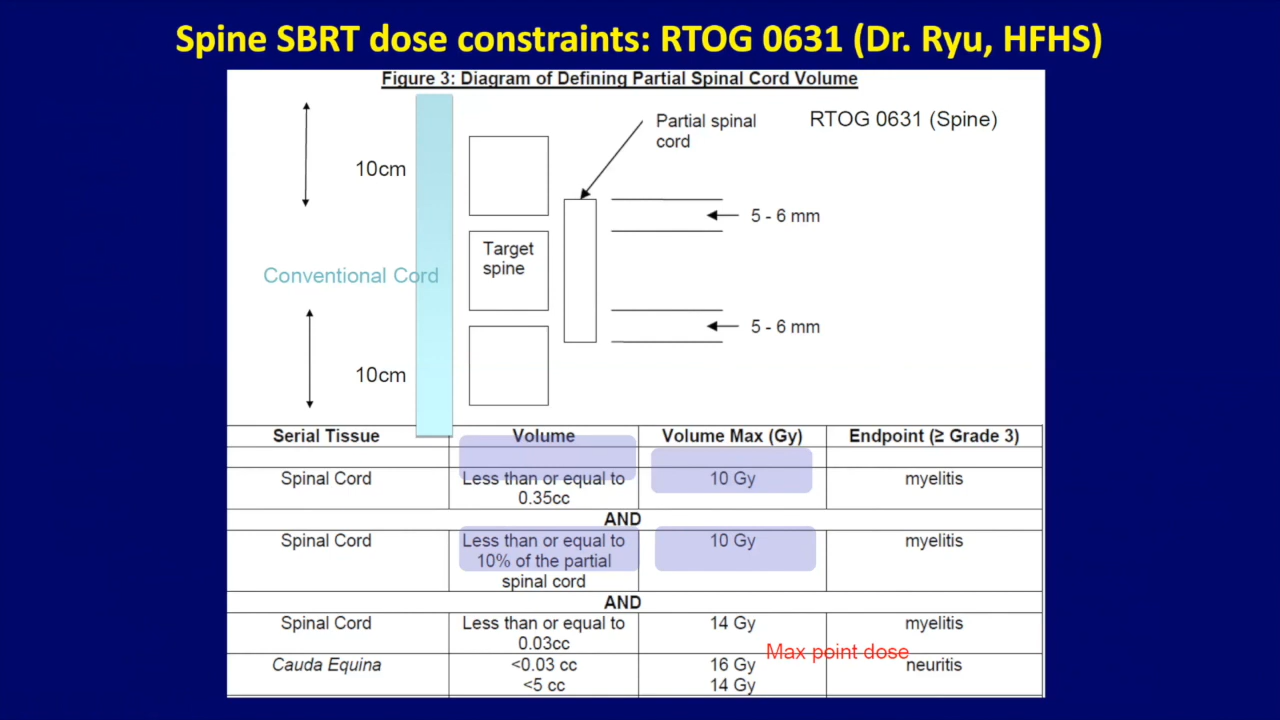 Spine SBRT dose constraints: RTOG 0631 (Dr. Ryu, HFHS)
Figure 3: Diagram of Defining Partial Spinal Cord Volume
Partial spinal
cord
RTOG 0631 (Spine)
10cm
5 - 6 mm
Target
spine
Conventional Cord
5 - 6 mm
10cm
Serial Tissue Volume Volume Max (Gy) Endpoint (≥ Grade 3)
Spinal Cord Less than or equal to 10 Gy myelitis
0.35cc
AND
Spinal Cord Less than or equal to 10 Gy myelitis
10% of the partial
spinal cord
AND
Spinal Cord Less than or equal to 14 Gy myelitis
0.03cc
Max point dose
Cauda Equina <0.03 cc 16 Gy neuritis
<5 cc 14 Gy